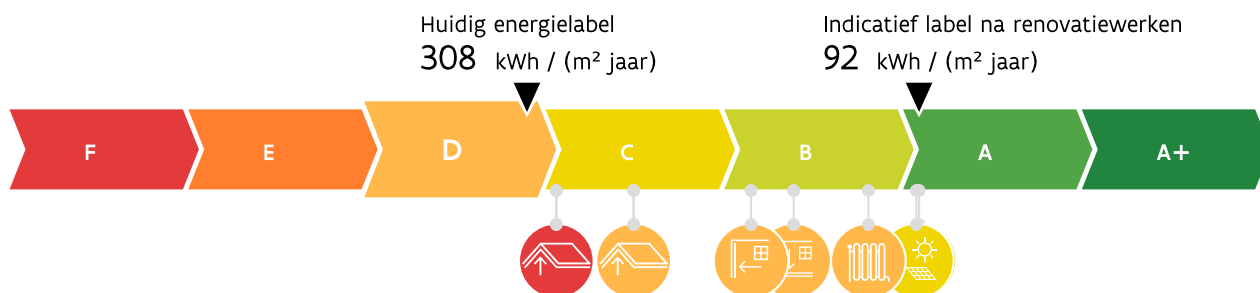 Huidig energielabel
308 kWh / (m² jaar)
Indicatief label na renovatiewerken
92 kWh / (m² jaar)
F E D C B A A+